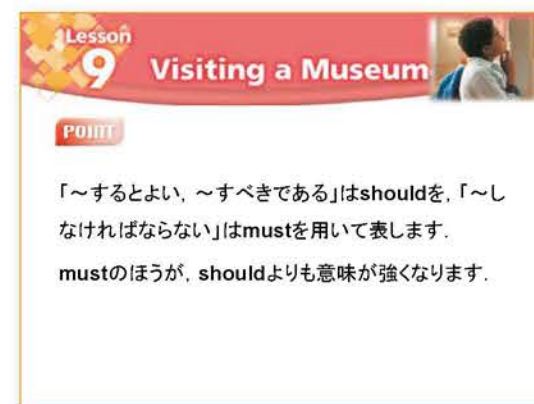 Lesson
9 Visiting a Museum
POINT
「～するとよい，～すべきである」はshouldを，「～し
なければならない」はmustを用いて表します．
mustのほうが，shouldよりも意味が強くなります．